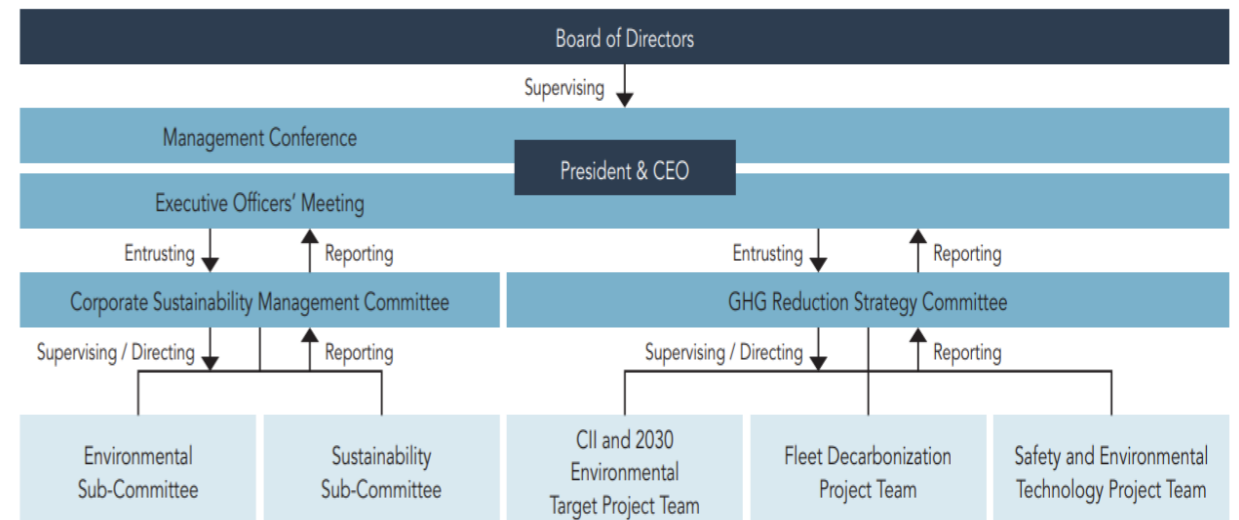 Board of Directors
Supervising
Management Conference
President & CEO
Executive Officers’ Meeting
Entrusting
Reporting
Entrusting
Reporting
Corporate Sustainability Management Committee
GHG Reduction Strategy Committee
Supervising / Directing
Reporting
Supervising / Directing
Reporting
Environmental
Sub-Committee
Sustainability
Sub-Committee
CII and 2030
Environmental
Target Project Team
Fleet Decarbonization
Project Team
Safety and Environmental
Technology Project Team